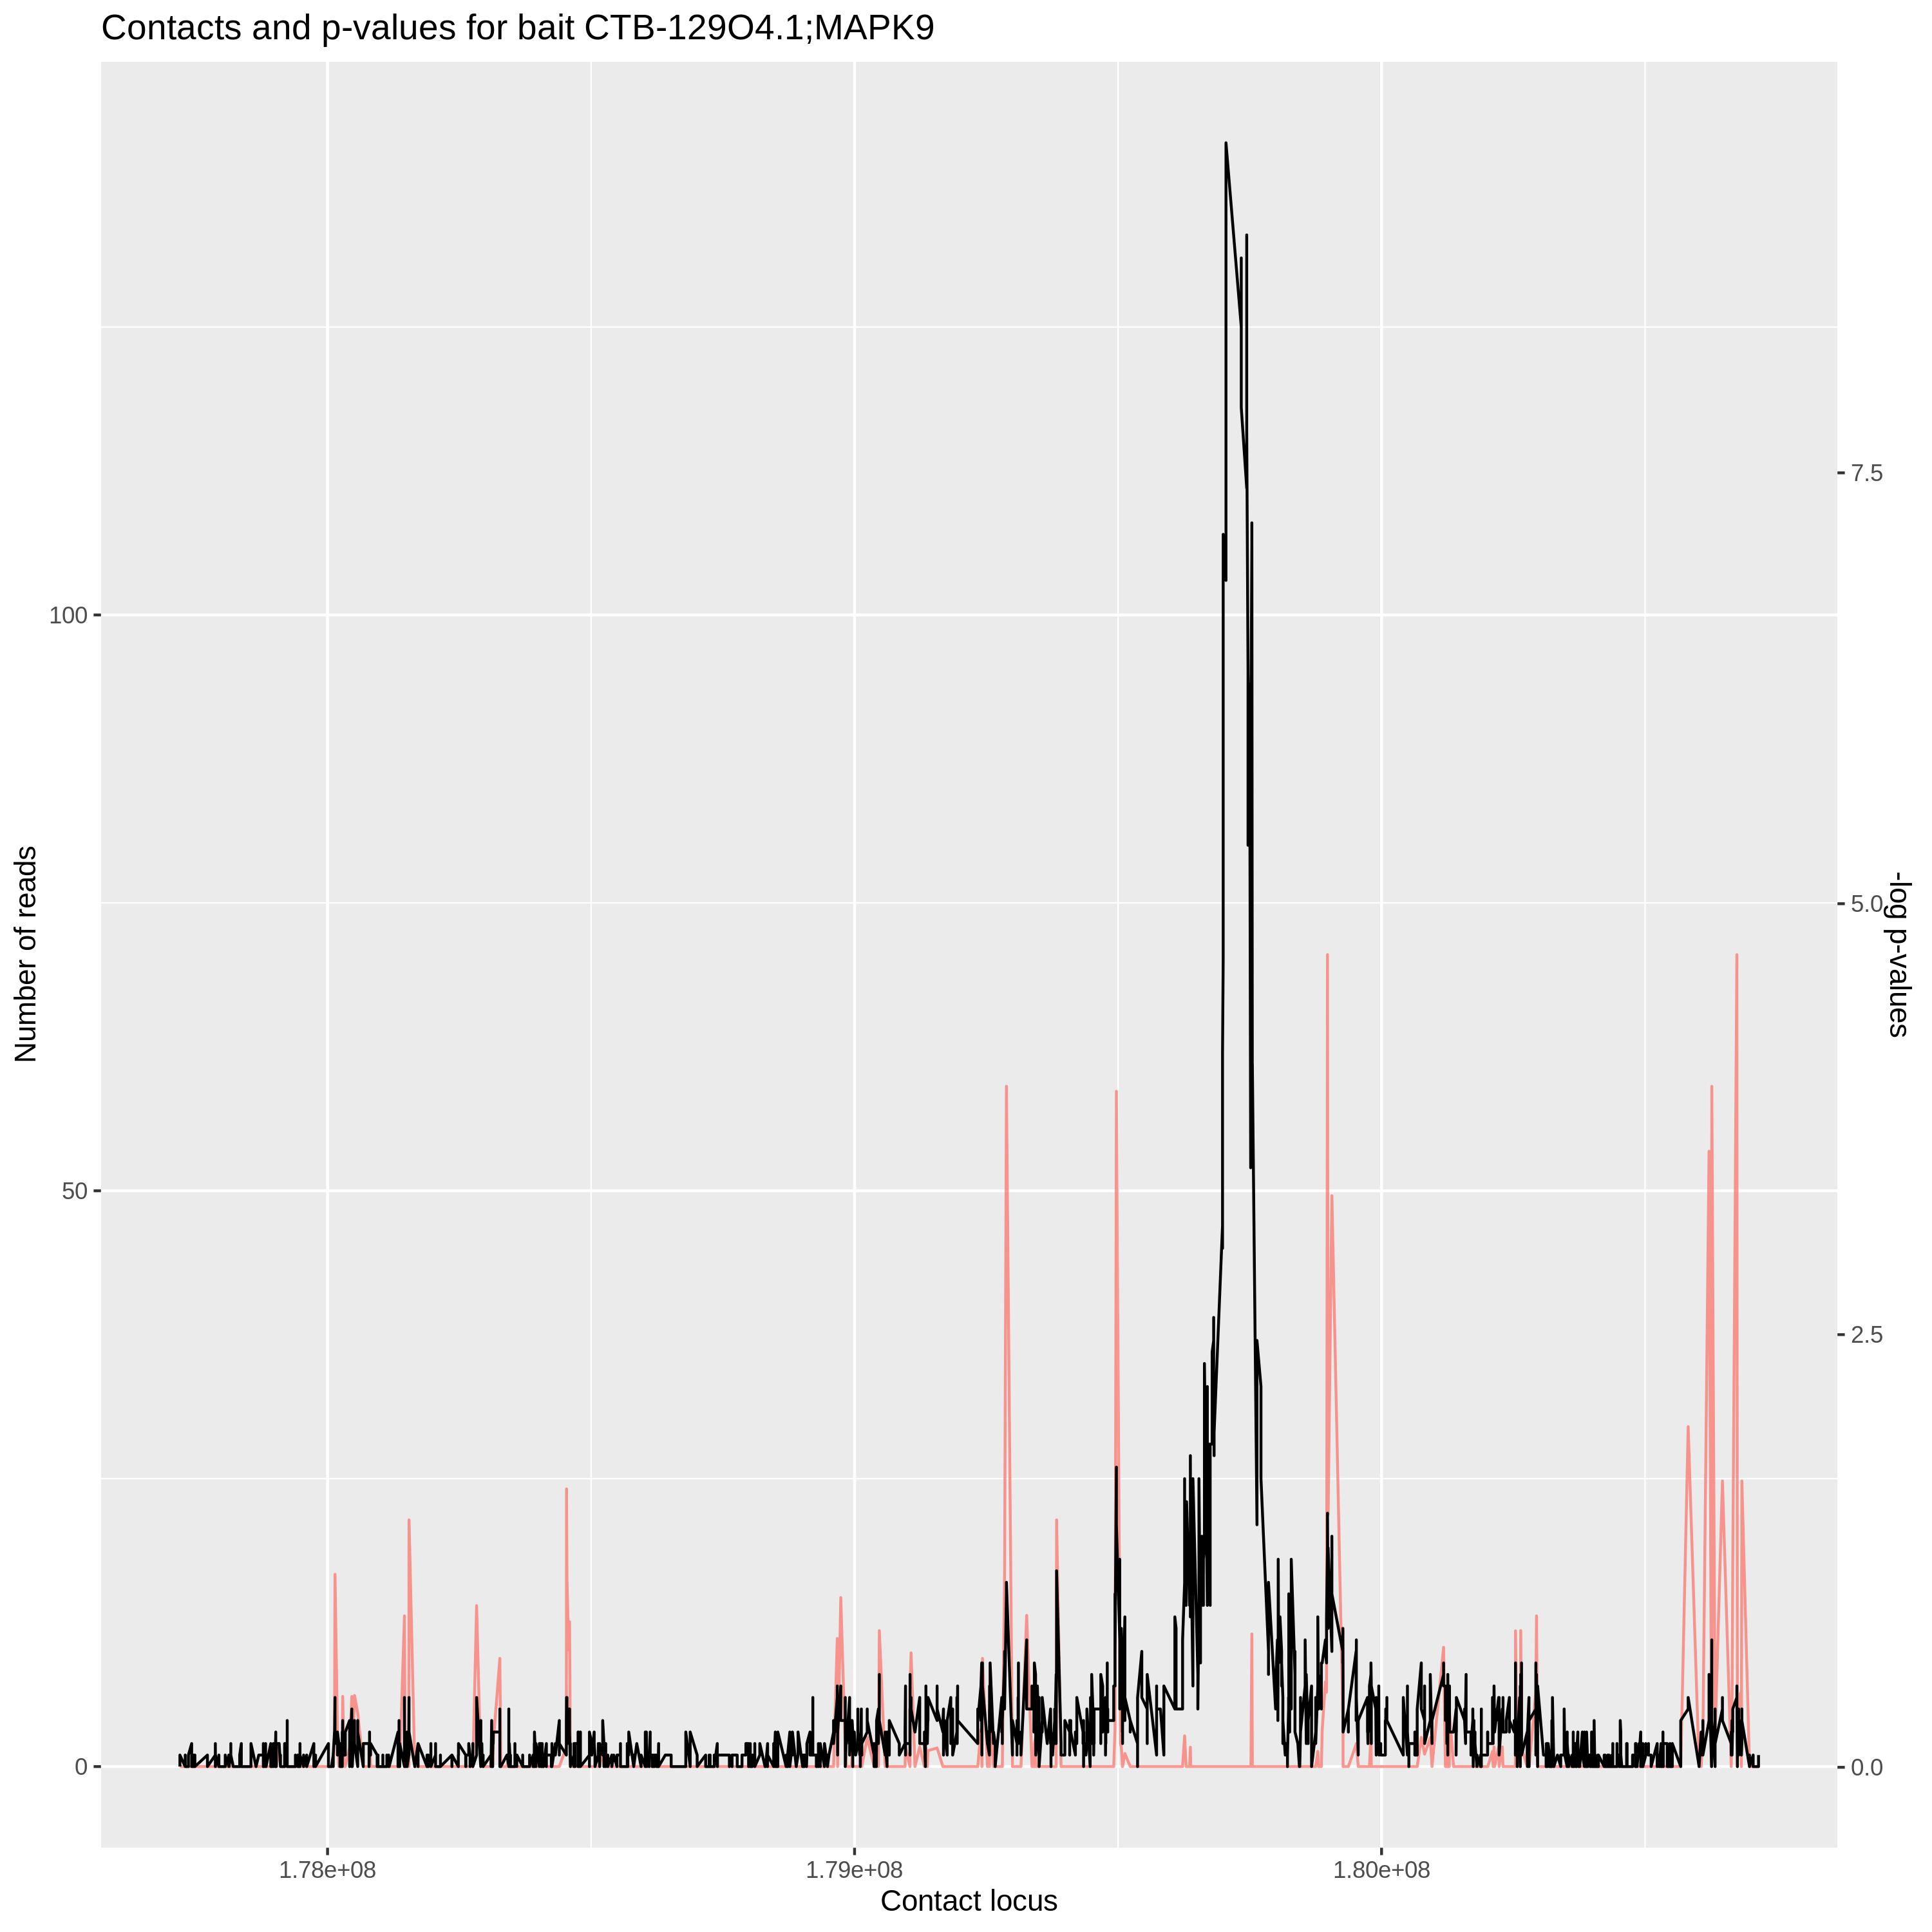 Contacts and p-values for bait CTB-129O4.1;MAPK9
Number of reads
100
50
0
7.5
5.0
2.5
0.0
-log p-values
1.78e+08
1.79e+08
1.80e+08
Contact locus